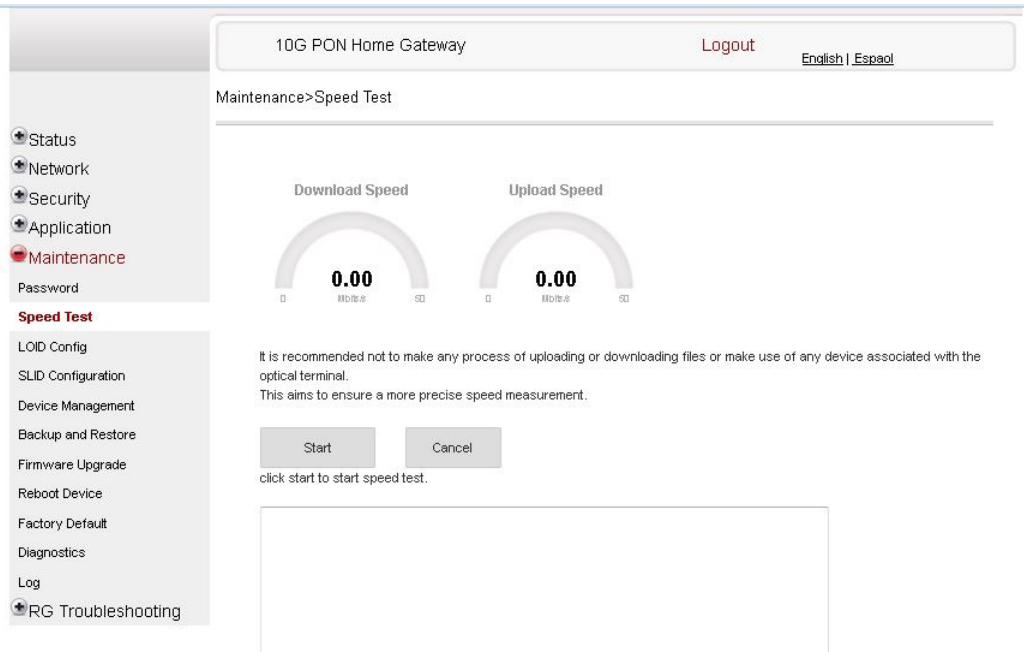 10G PON Home Gateway
Logout
English | Espaol
Maintenance>Speed Test
Status
Network
Security
Application
Maintenance
Password
Speed Test
LOID Config
SLID Configuration
Device Management
Backup and Restore
Firmware Upgrade
Reboot Device
Factory Default
Diagnostics
Log
RG Troubleshooting
Download Speed
0.00
0 Mbits/s 50
Upload Speed
0.00
0 Mbits/s 50
It is recommended not to make any process of uploading or downloading files or make use of any device associated with the
optical terminal.
This aims to ensure a more precise speed measurement.
Start
Cancel
click start to start speed test.